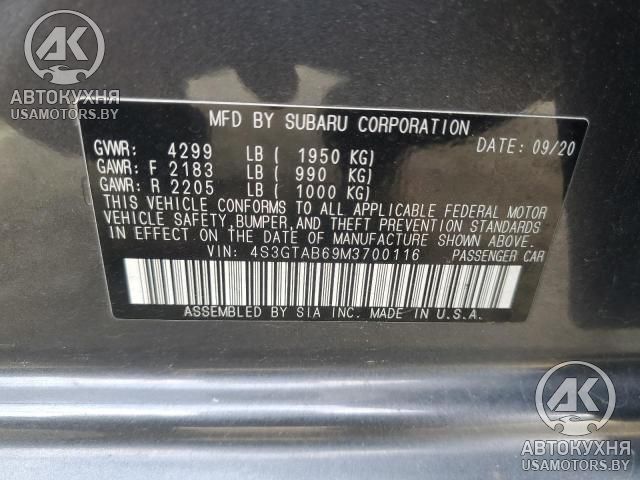 AK
АВТОКУХНЯ
USAMOTORS.BY
MFD BY SUBARU CORPORATION
DATE: 09/20
GVWR: 4299 LB ( 1950 KG)
GAWR: F 2183 LB ( 990 KG)
GAWR: R 2205 LB ( 1000 KG)
THIS VEHICLE CONFORMS TO ALL APPLICABLE FEDERAL MOTOR
VEHICLE SAFETY, BUMPER, AND THEFT PREVENTION STANDARDS
IN EFFECT ON THE DATE OF MANUFACTURE SHOWN ABOVE.
VIN: 4S3GTAB69M3700116 PASSENGER CAR
ASSEMBLED BY SIA INC. MADE IN U.S.A.
AK
АВТОКУХНЯ
USAMOTORS.BY